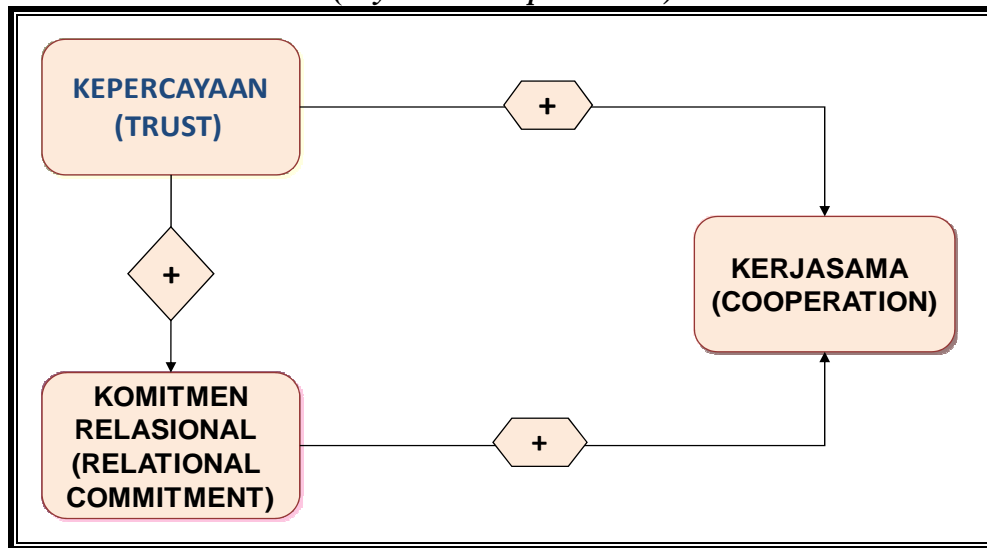 KEPERCAYAAN
(TRUST)
+
+
KERJASAMA
(COOPERATION)
KOMITMEN
RELASIONAL
(RELATIONAL
COMMITMENT)
+